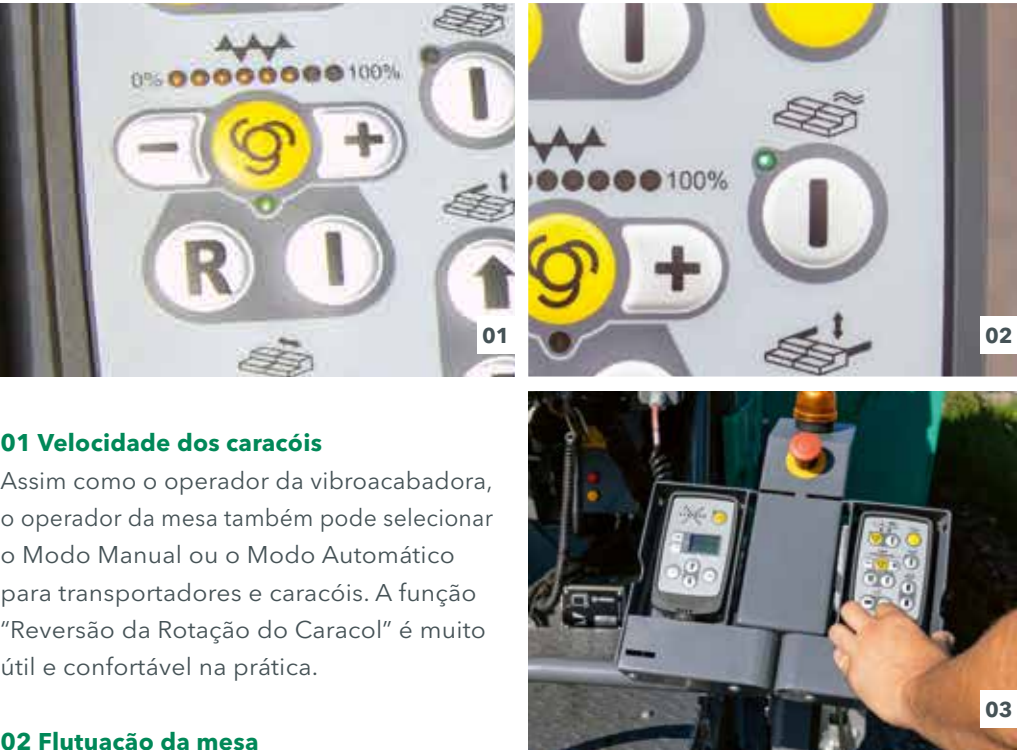 0% 100%
- +
R I
I
01
I
100%
I
+
02
01 Velocidade dos caracóis
Assim como o operador da vibroacabadora,
o operador da mesa também pode selecionar
o Modo Manual ou o Modo Automático
para transportadores e caracóis. A função
“Reversão da Rotação do Caracol” é muito
útil e confortável na prática.
02 Flutuação da mesa
03